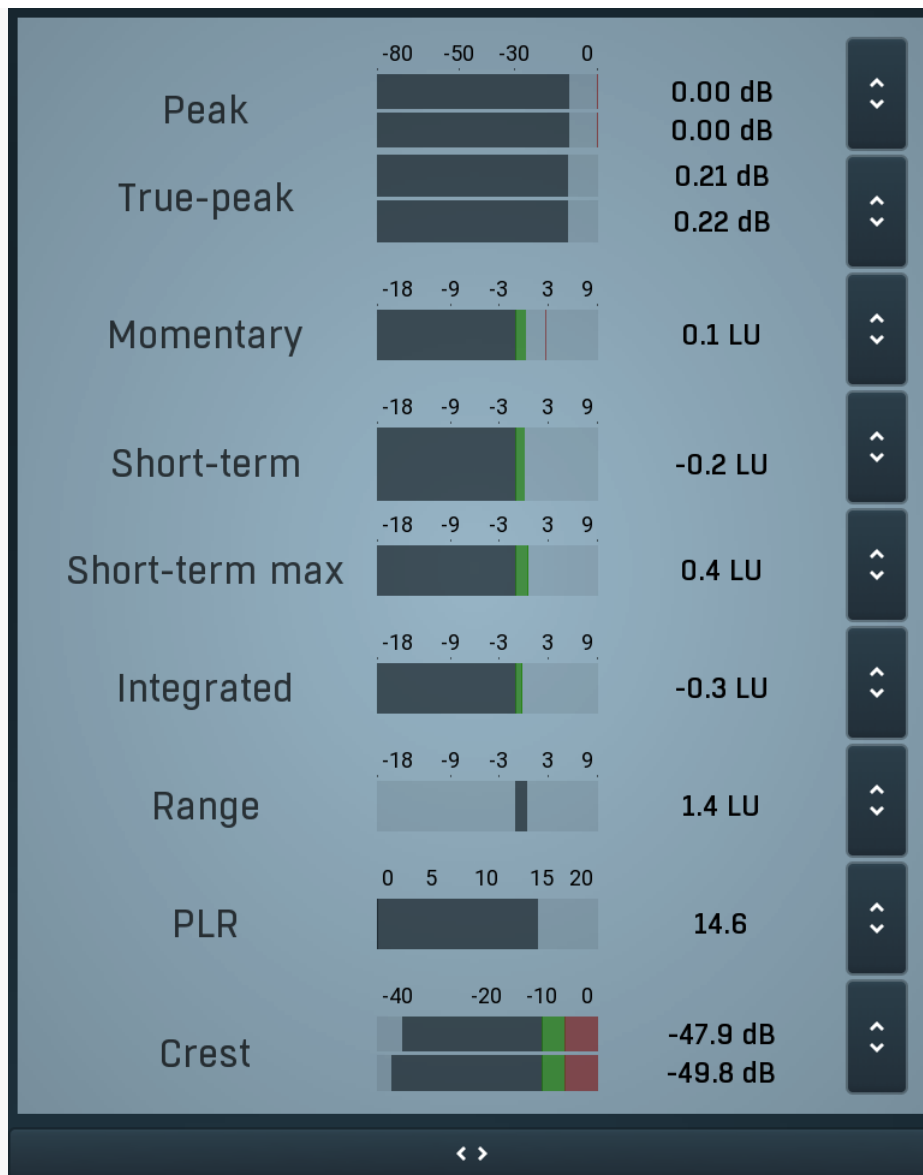 -80 -50 -30 0
Peak
0.00 dB
0.00 dB
True-peak
0.21 dB
0.22 dB
-18 -9 -3 3 9
Momentary
0.1 LU
-18 -9 -3 3 9
Short-term
-0.2 LU
-18 -9 -3 3 9
Short-term max
0.4 LU
-18 -9 -3 3 9
Integrated
-0.3 LU
-18 -9 -3 3 9
Range
1.4 LU
0 5 10 15 20
PLR
14.6
-40 -20 -10 0
Crest
-47.9 dB
-49.8 dB